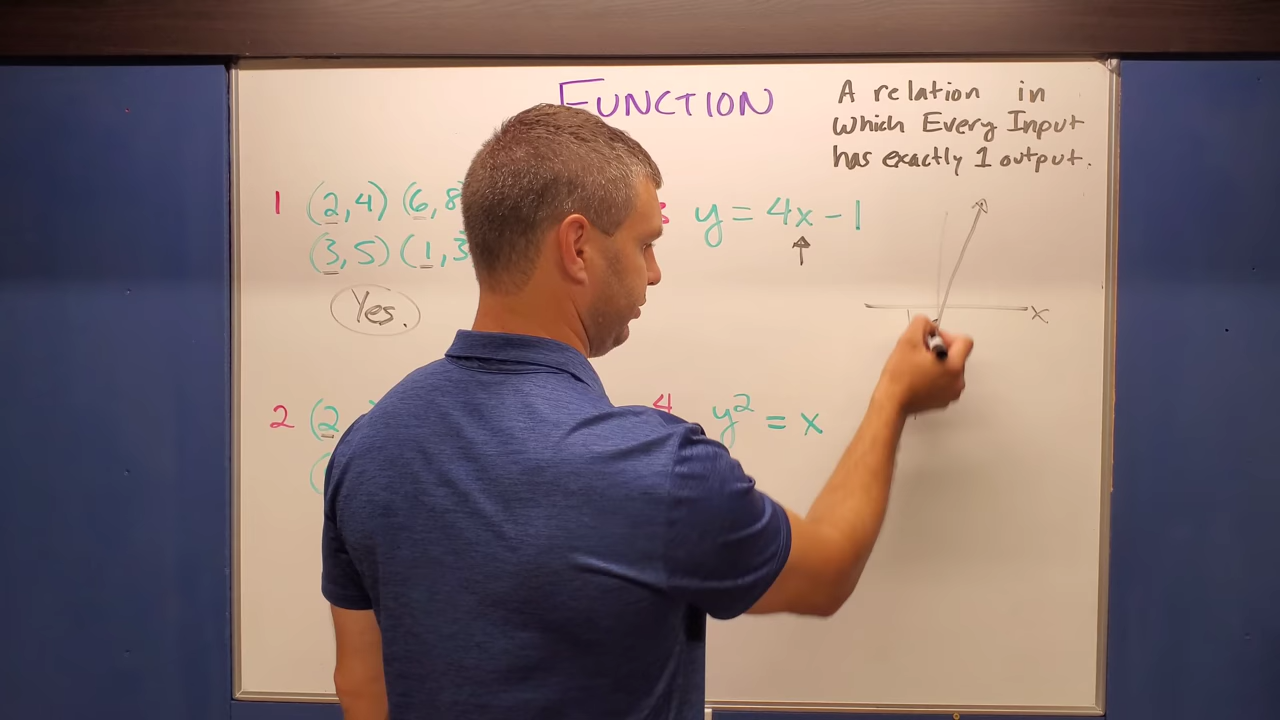 FUNCTION
A relation in
which Every Input
has exactly 1 output.
1 (2,4) (6,8
(3,5) (1,3
Yes.
2 (2
3 y = 4x - 1
x
4 y² = x